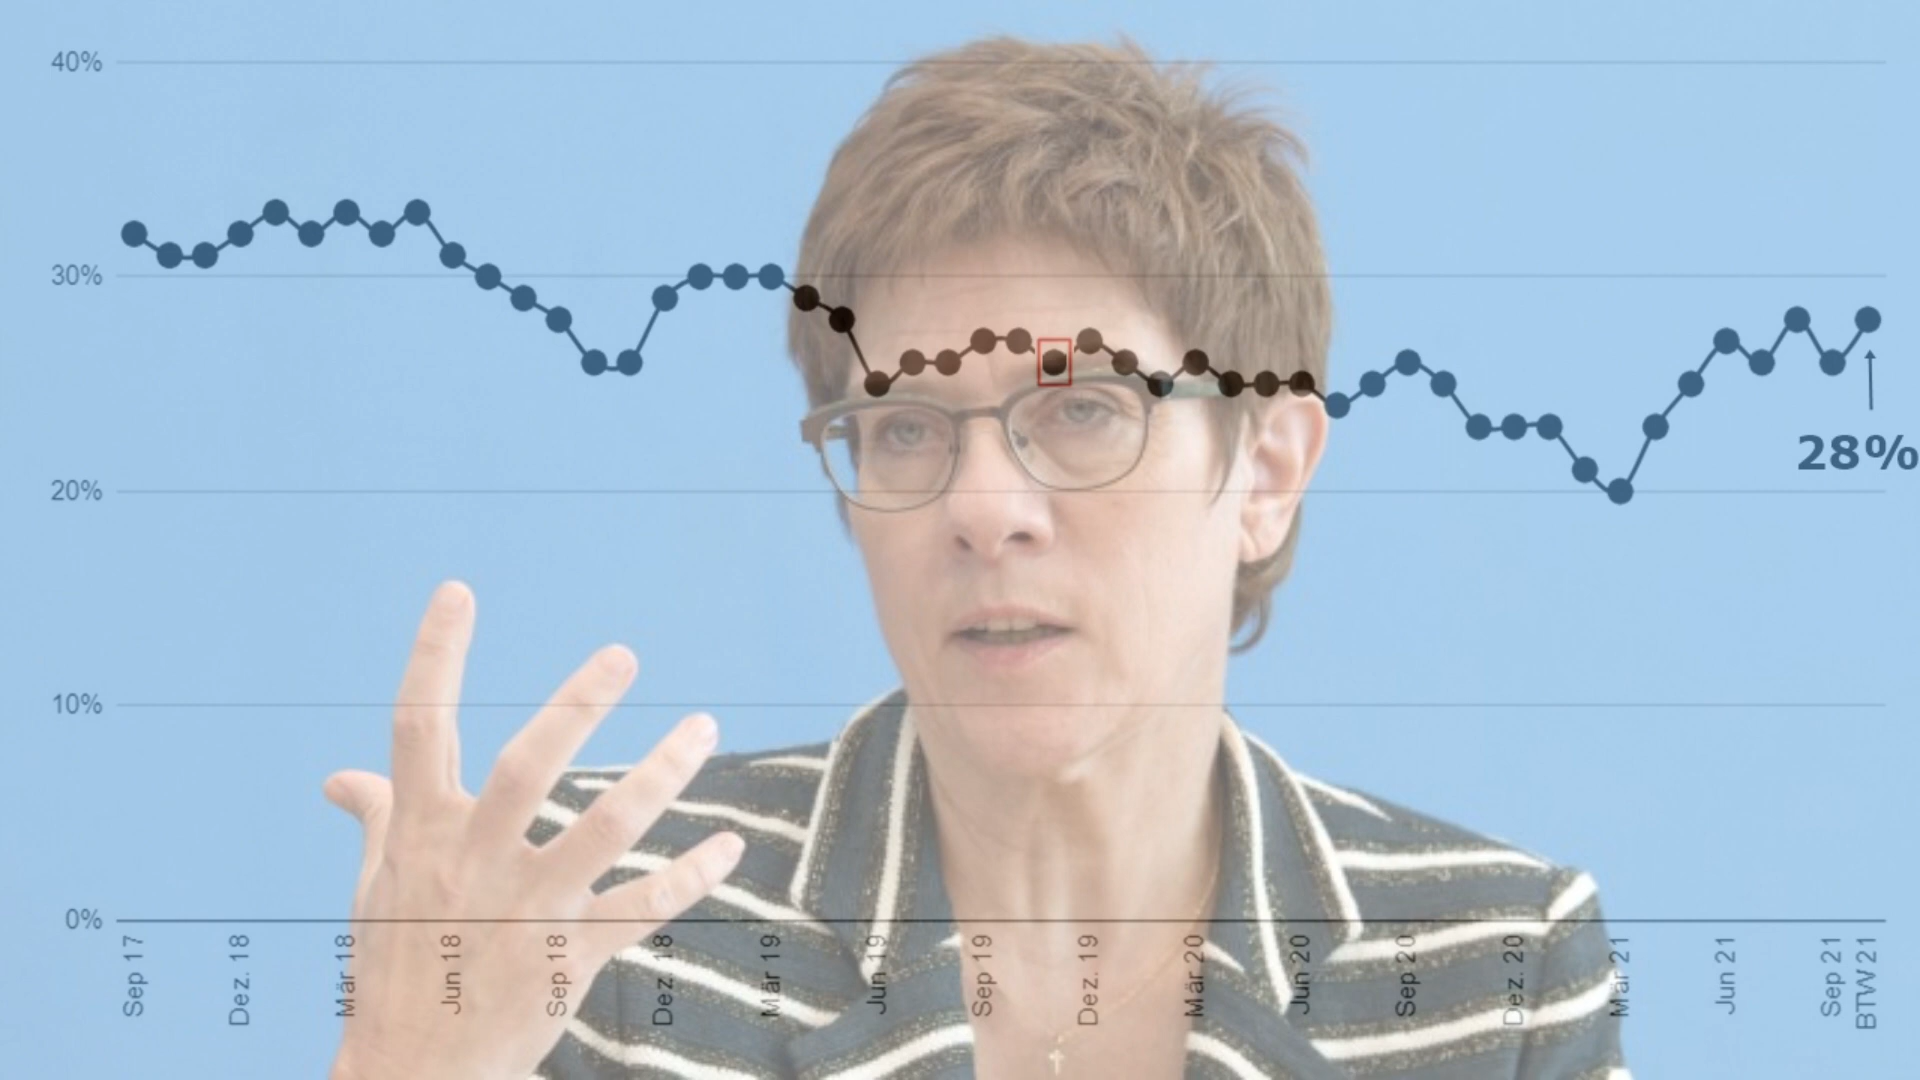 40%
30%
20%
10%
0%
28%
Sep 17
Dez. 18
Mär 18
Jun 18
Sep 18
Dez. 18
Mär 19
Jun 19
Sep 19
Dez. 19
Mär 20
Jun 20
Sep 20
Dez. 20
Mär 21
Jun 21
Sep 21
BTW 21